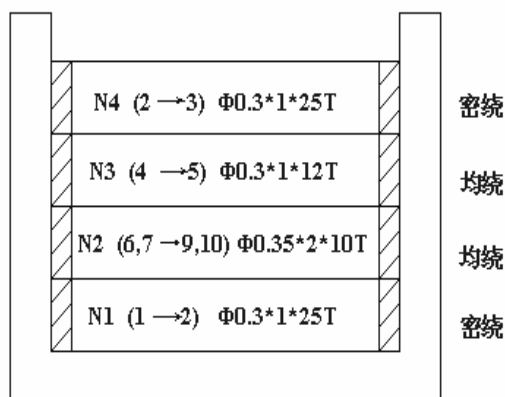 N4 (2→3) Φ0.3*1*25T 密绕
N3 (4→5) Φ0.3*1*12T 均绕
N2 (6,7→9,10) Φ0.35*2*10T 均绕
N1 (1→2) Φ0.3*1*25T 密绕